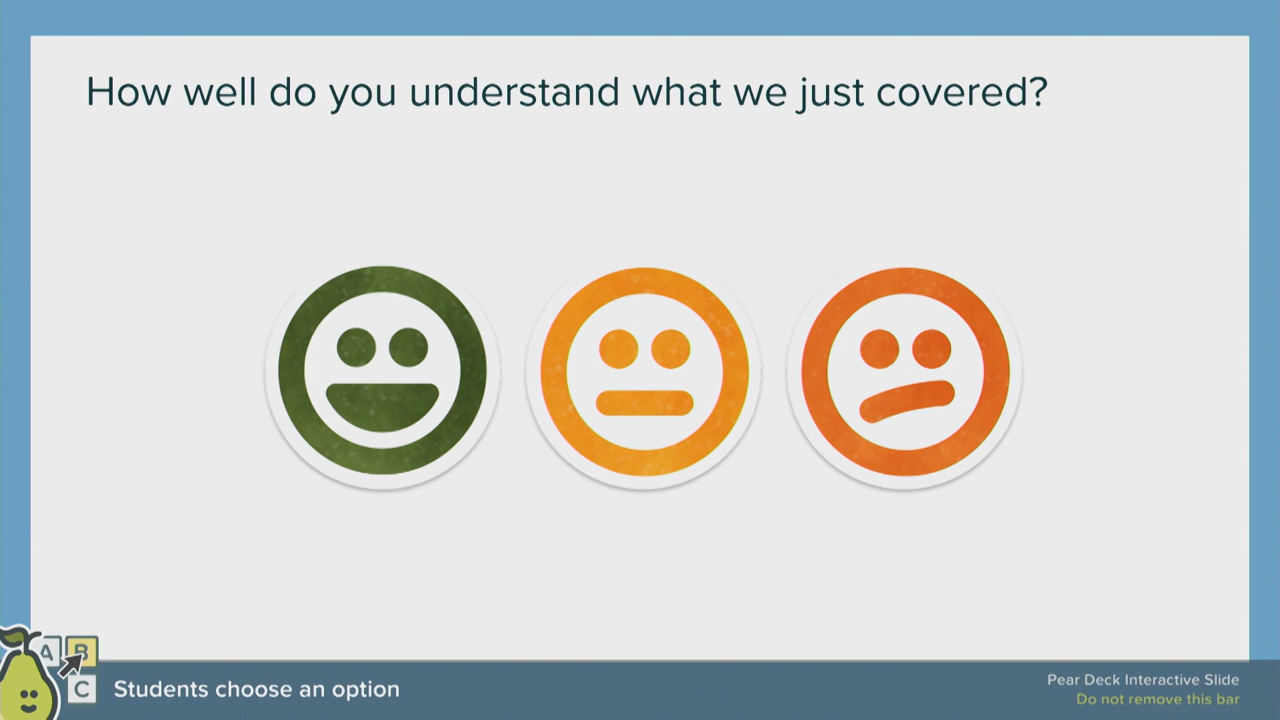 How well do you understand what we just covered?
A
B
C
Students choose an option
Pear Deck Interactive Slide
Do not remove this bar